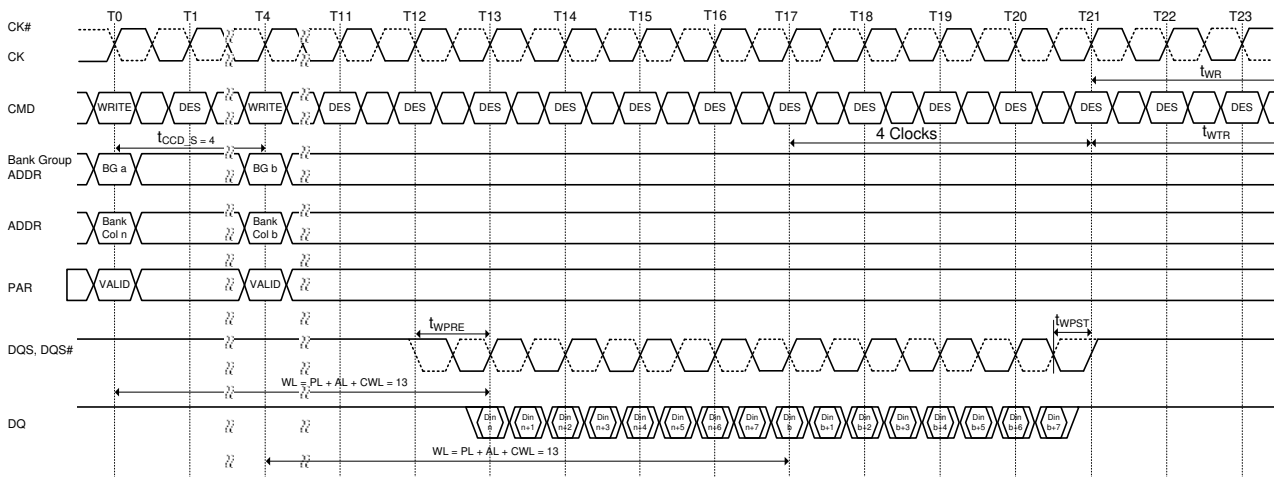 T0 T1 T4 T11 T12 T13 T14 T15 T16 T17 T18 T19 T20 T21 T22 T23
CK#
CK
tWR
CMD WRITE DES WRITE DES DES DES DES DES DES DES DES DES DES DES DES DES
tCCD_S = 4
4 Clocks
tWTR
Bank Group
ADDR
BG a BG b
ADDR
Bank
Col n
Bank
Col b
PAR VALID VALID
tWPRE
tWPST
DQS, DQS#
WL = PL + AL + CWL = 13
DQ
Din
n
Din
n+1
Din
n+2
Din
n+3
Din
n+4
Din
n+5
Din
n+6
Din
n+7
Din
b
Din
b+1
Din
b+2
Din
b+3
Din
b+4
Din
b+5
Din
b+6
Din
b+7
WL = PL + AL + CWL = 13